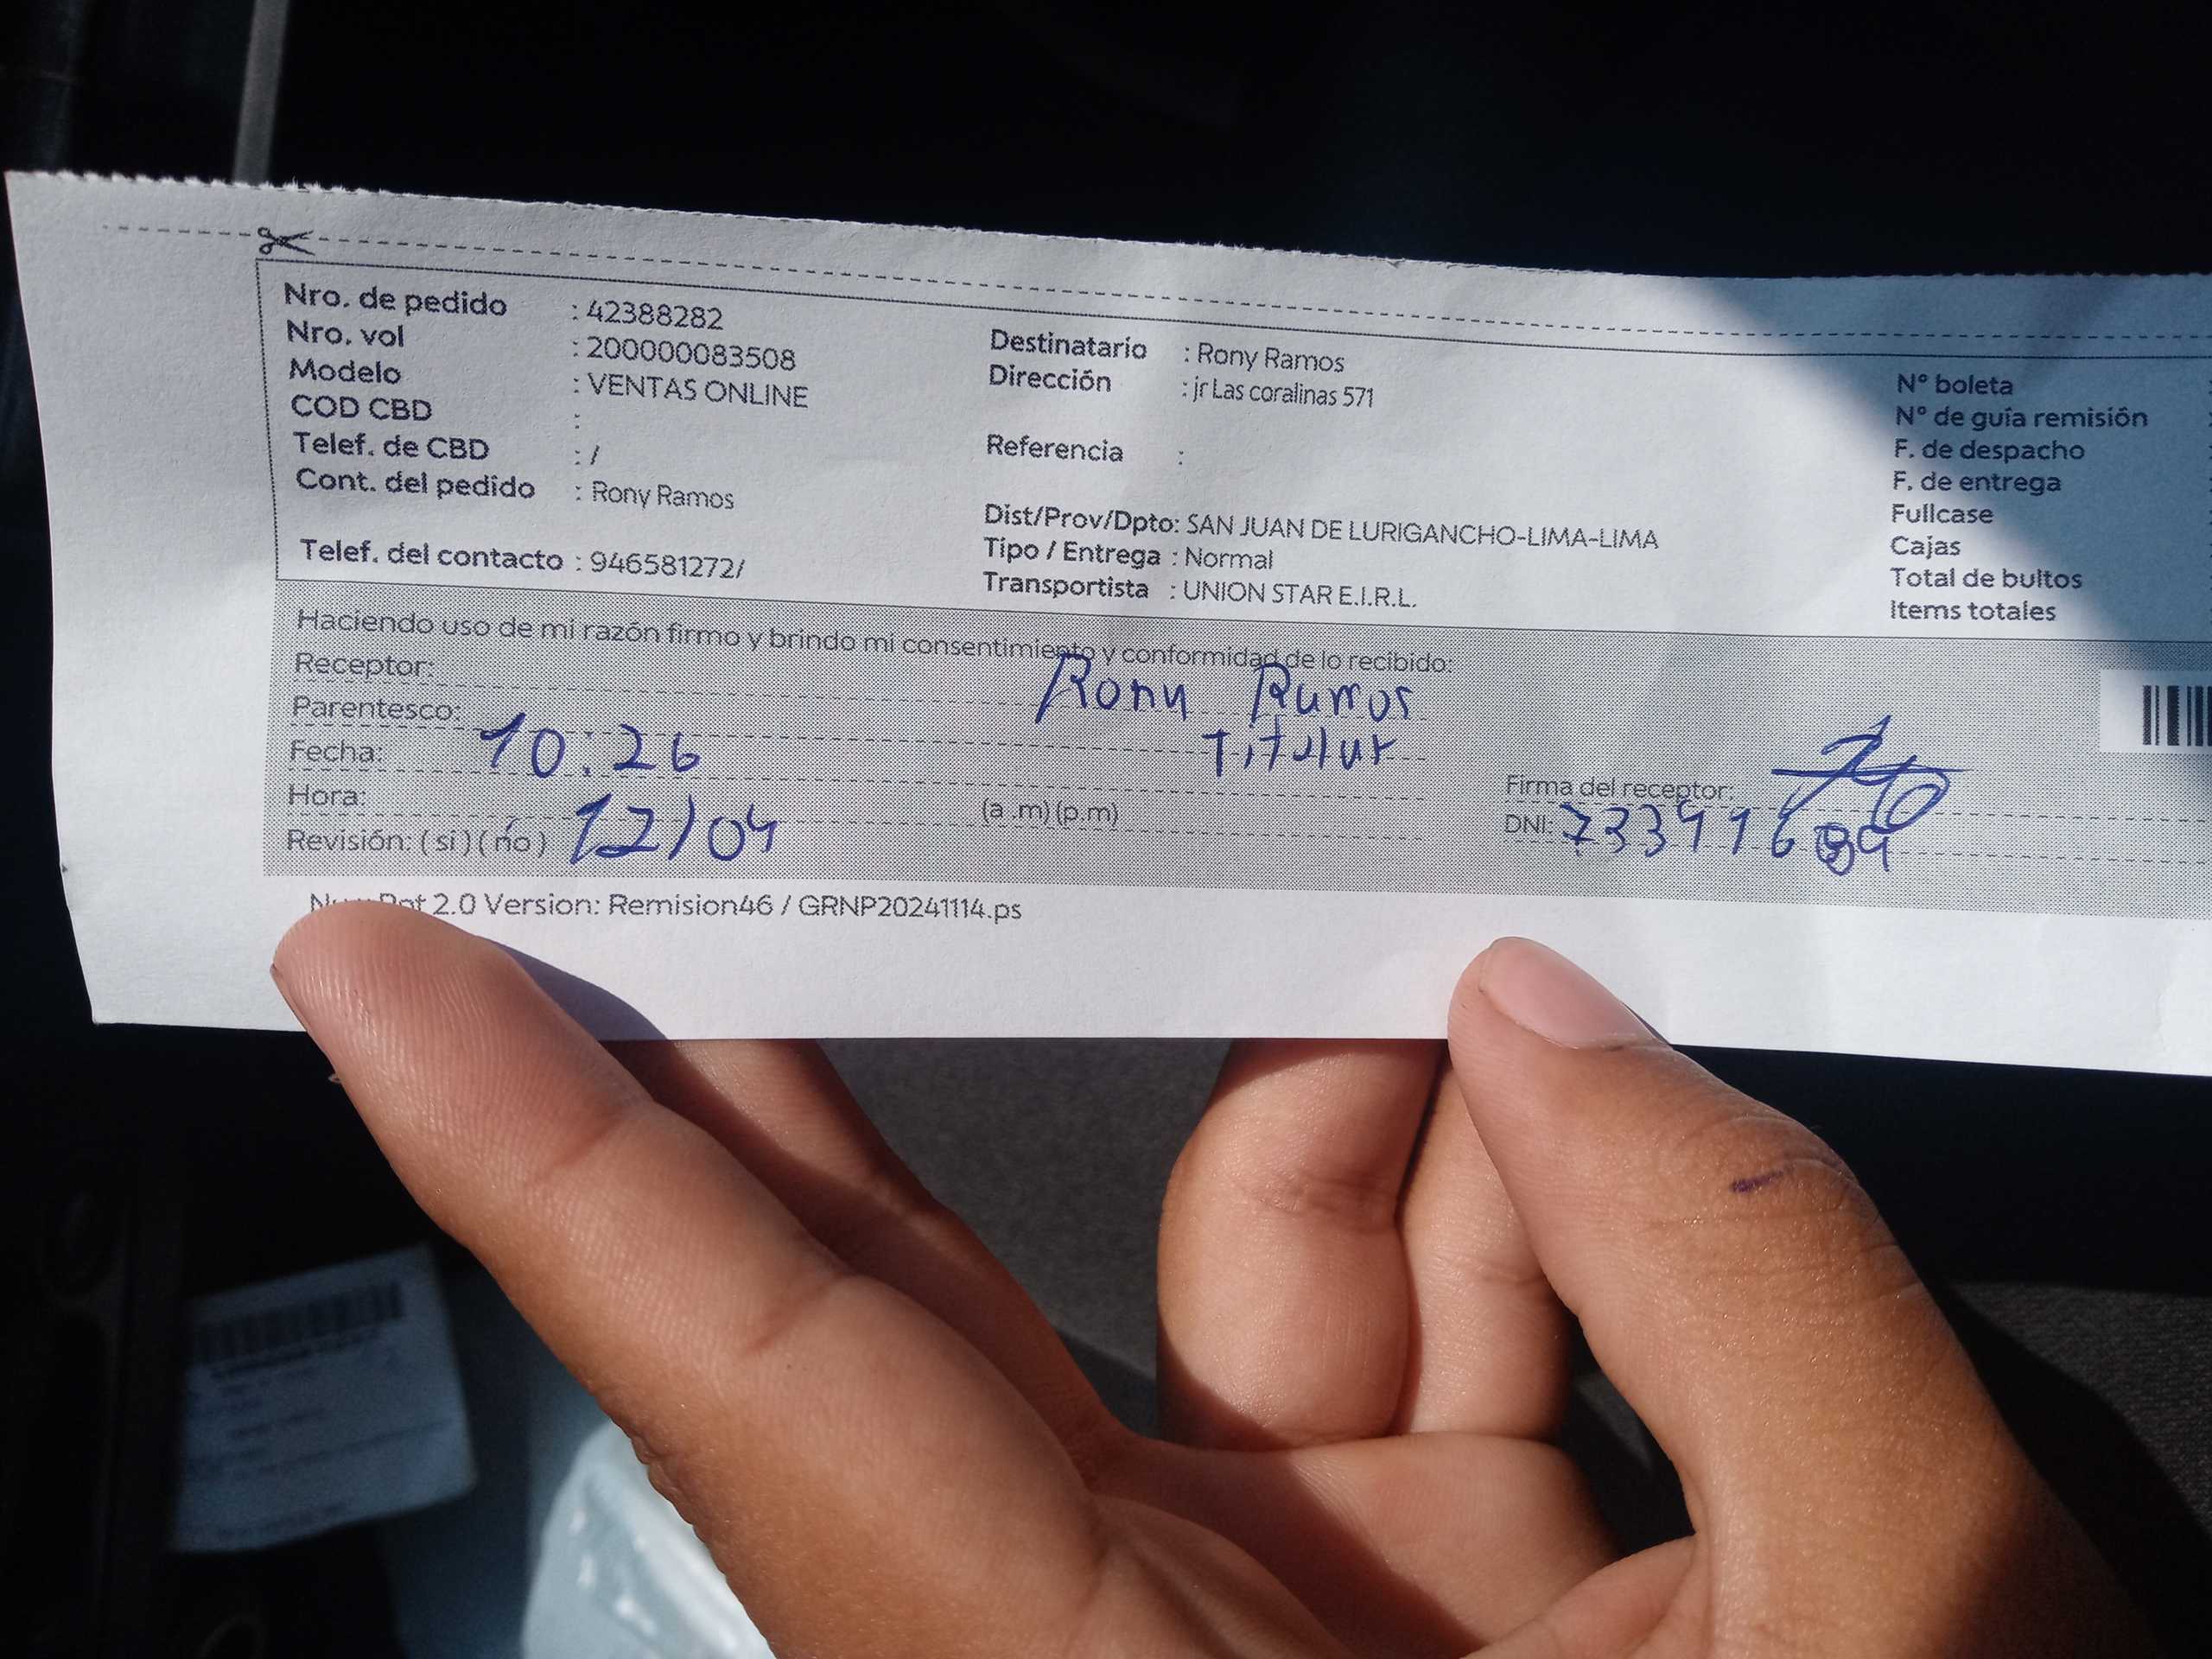 Nro. de pedido : 42388282
Nro. vol : 200000083508
Modelo : VENTAS ONLINE
COD CBD :
Telef. de CBD : /
Cont. del pedido : Rony Ramos
Telef. del contacto : 946581272/
Destinatario : Rony Ramos
Dirección : jr Las coralinas 571
Referencia :
Dist/Prov/Dpto: SAN JUAN DE LURIGANCHO-LIMA-LIMA
Tipo / Entrega : Normal
Transportista : UNION STAR E.I.R.L.
N° boleta
N° de guía remisión
F. de despacho
F. de entrega
Fullcase
Cajas
Total de bultos
Items totales
Haciendo uso de mi razón firmo y brindo mi consentimiento y conformidad de lo recibido:
Receptor: Rony Ramos
Parentesco: Titular
Fecha: 10:26
Hora: (a .m) (p.m)
Revisión: ( si ) ( no ) 12/04
Firma del receptor:
DNI:
2.0 Version: Remision46 / GRNP20241114.ps